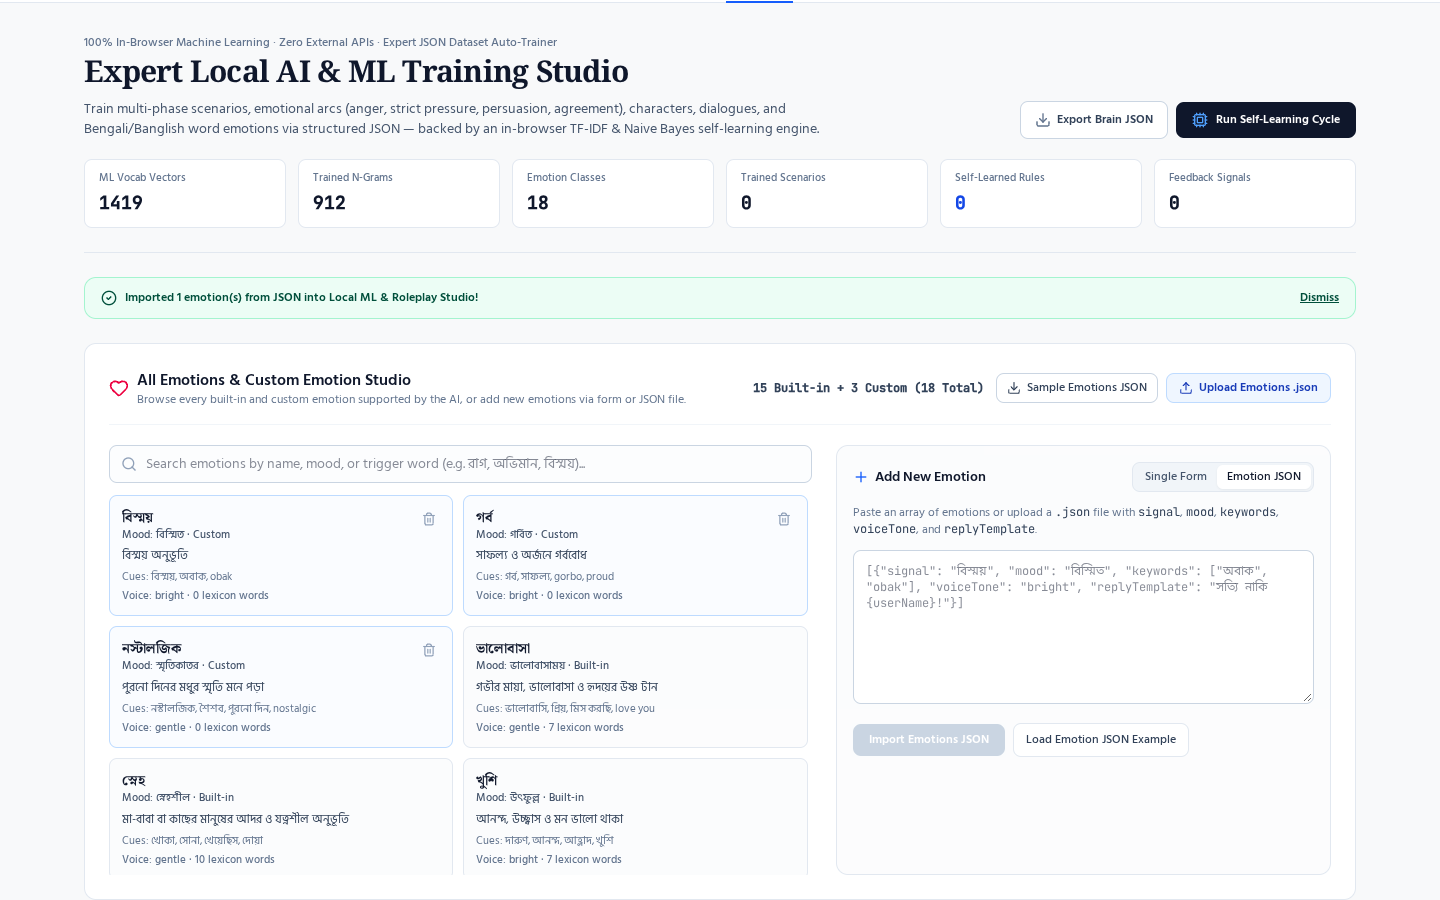 100% In-Browser Machine Learning · Zero External APIs · Expert JSON Dataset Auto-Trainer
Expert Local AI & ML Training Studio
Train multi-phase scenarios, emotional arcs (anger, strict pressure, persuasion, agreement), characters, dialogues, and
Bengali/Banglish word emotions via structured JSON — backed by an in-browser TF-IDF & Naive Bayes self-learning engine.
Export Brain JSON
Run Self-Learning Cycle
ML Vocab Vectors
1419
Trained N-Grams
912
Emotion Classes
18
Trained Scenarios
0
Self-Learned Rules
0
Feedback Signals
0
Imported 1 emotion(s) from JSON into Local ML & Roleplay Studio!
Dismiss
All Emotions & Custom Emotion Studio
Browse every built-in and custom emotion supported by the AI, or add new emotions via form or JSON file.
15 Built-in + 3 Custom (18 Total)
Sample Emotions JSON
Upload Emotions .json
Search emotions by name, mood, or trigger word (e.g. রাগ, অভিমান, বিস্ময়)...
বিস্ময়
Mood: বিস্মিত · Custom
বিস্ময় অনুভূতি
Cues: বিস্ময়, অবাক, obak
Voice: bright · 0 lexicon words
গর্ব
Mood: গর্বিত · Custom
সাফল্য ও অর্জনে গর্ববোধ
Cues: গর্ব, সাফল্য, gorbo, proud
Voice: bright · 0 lexicon words
নস্টালজিক
Mood: স্মৃতিকাতর · Custom
পুরনো দিনের মধুর স্মৃতি মনে পড়া
Cues: নস্টালজিক, শৈশব, পুরনো দিন, nostalgic
Voice: gentle · 0 lexicon words
ভালোবাসা
Mood: ভালোবাসাময় · Built-in
গভীর মায়া, ভালোবাসা ও হৃদয়ের উষ্ণ টান
Cues: ভালোবাসি, প্রিয়, মিস করছি, love you
Voice: gentle · 7 lexicon words
স্নেহ
Mood: স্নেহশীল · Built-in
মা-বাবা বা কাছের মানুষের আদর ও যত্নশীল অনুভূতি
Cues: খোকা, সোনা, খেয়েছিস, দোয়া
Voice: gentle · 10 lexicon words
খুশি
Mood: উৎফুল্ল · Built-in
আনন্দ, উচ্ছ্বাস ও মন ভালো থাকা
Cues: দারুণ, আনন্দ, আহ্লাদ, খুশি
Voice: bright · 7 lexicon words
Add New Emotion
Single Form
Emotion JSON
Paste an array of emotions or upload a .json file with signal, mood, keywords,
voiceTone, and replyTemplate.
[{"signal": "বিস্ময়", "mood": "বিস্মিত", "keywords": ["অবাক",
"obak"], "voiceTone": "bright", "replyTemplate": "সত্যি নাকি
{userName}!"}]
Import Emotions JSON
Load Emotion JSON Example